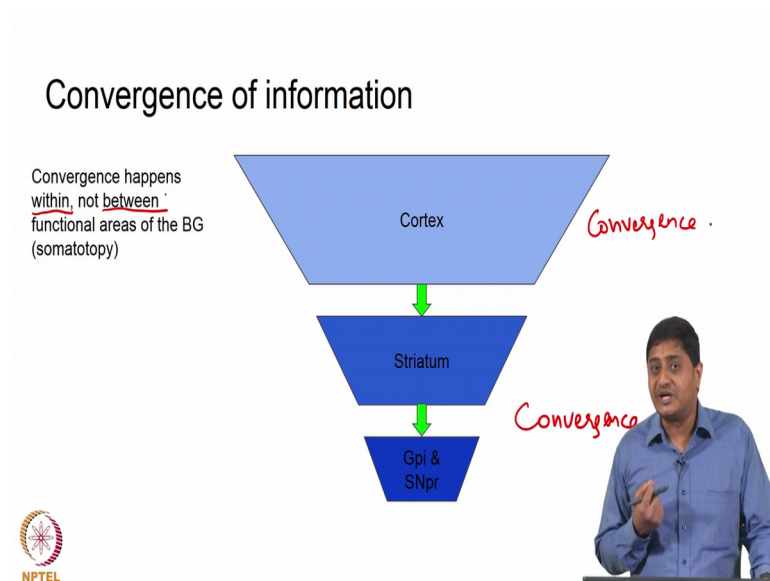 Convergence of information
Convergence happens
within, not between
functional areas of the BG
(somatotopy)
Cortex
Convergence.
Striatum
Convergence
Gpi &
SNpr
NPTEL